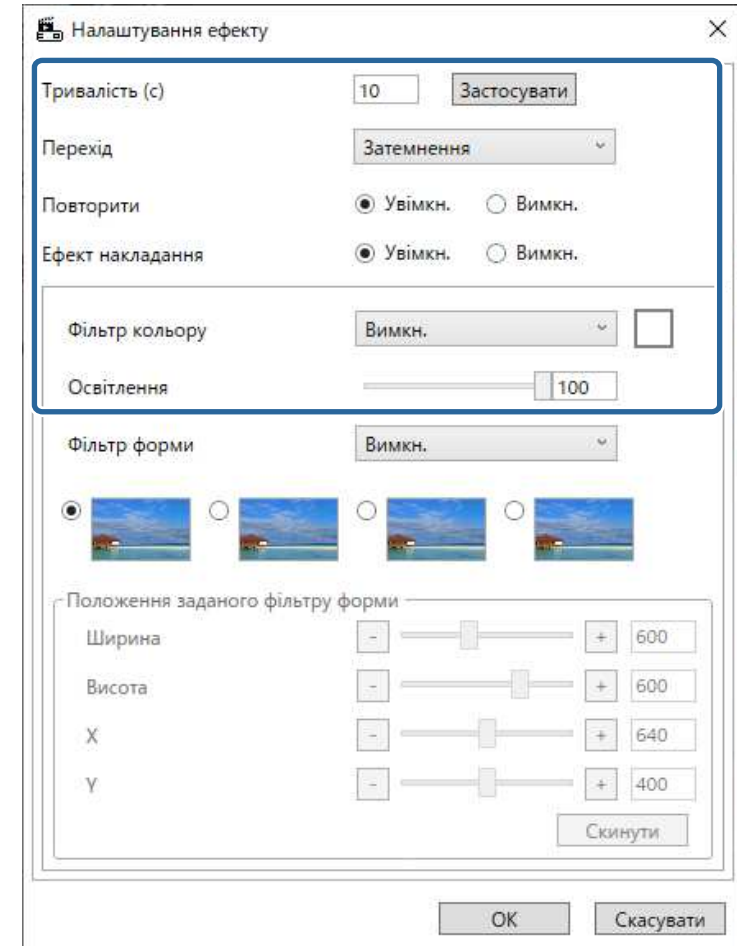 Налаштування ефекту
Тривалість (с) 10 Застосувати
Перехід Затемнення
Повторити Увімкн. Вимкн.
Ефект накладання Увімкн. Вимкн.
Фільтр кольору Вимкн.
Освітлення 100
Фільтр форми Вимкн.
Положення заданого фільтру форми
Ширина - + 600
Висота - + 600
X - + 640
Y - + 400
Скинути
ОК Скасувати